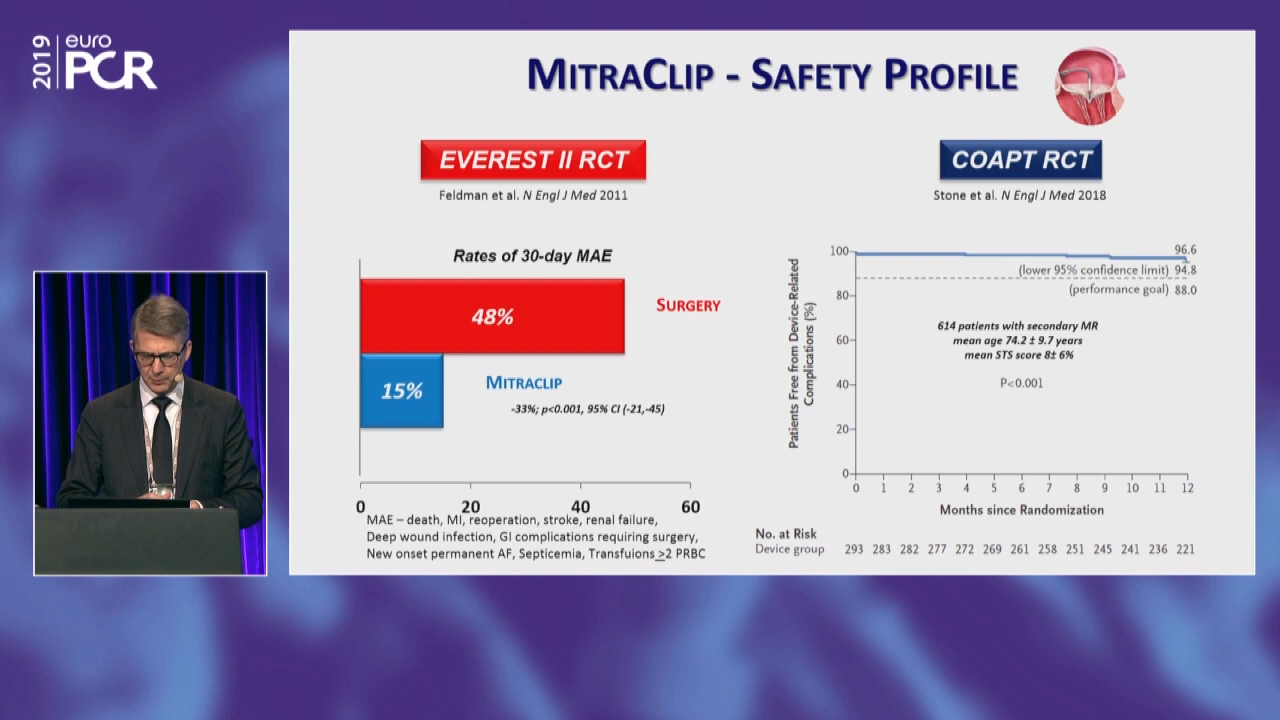 2019
euro
PCR
MITRACLIP - SAFETY PROFILE
EVEREST II RCT
Feldman et al. N Engl J Med 2011
Rates of 30-day MAE
48%
SURGERY
15%
MITRACLIP
-33%; p<0.001, 95% CI (-21,-45)
0 20 40 60
MAE – death, MI, reoperation, stroke, renal failure,
Deep wound infection, GI complications requiring surgery,
New onset permanent AF, Septicemia, Transfuions >2 PRBC
COAPT RCT
Stone et al. N Engl J Med 2018
Patients Free from Device-Related
Complications (%)
100
80
60
40
20
0
96.6
(lower 95% confidence limit) 94.8
(performance goal) 88.0
614 patients with secondary MR
mean age 74.2 ± 9.7 years
mean STS score 8± 6%
P<0.001
0 1 2 3 4 5 6 7 8 9 10 11 12
Months since Randomization
No. at Risk
Device group 293 283 282 277 272 269 261 258 251 245 241 236 221